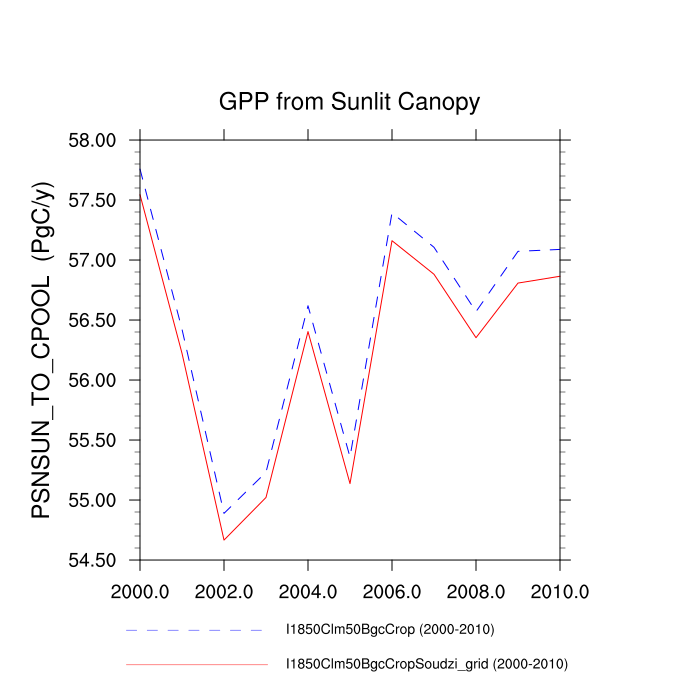 GPP from Sunlit Canopy
PSNSUN_TO_CPOOL (PgC/y)
58.00
57.50
57.00
56.50
56.00
55.50
55.00
54.50
2000.0 2002.0 2004.0 2006.0 2008.0 2010.0
I1850Clm50BgcCrop (2000-2010)
I1850Clm50BgcCropSoudzi_grid (2000-2010)